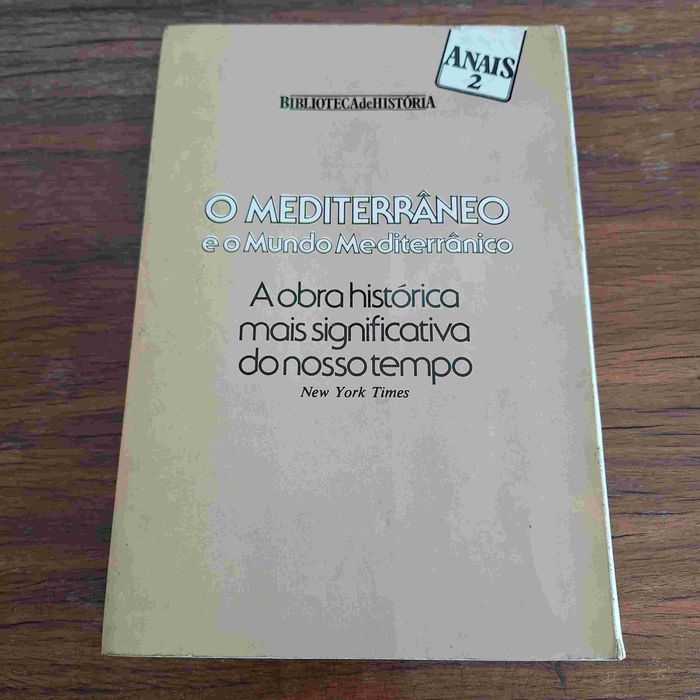 ANAIS
2
BIBLIOTECAdeHISTÓRIA
O MEDITERRÂNEO
e o Mundo Mediterrânico
A obra histórica
mais significativa
do nosso tempo
New York Times